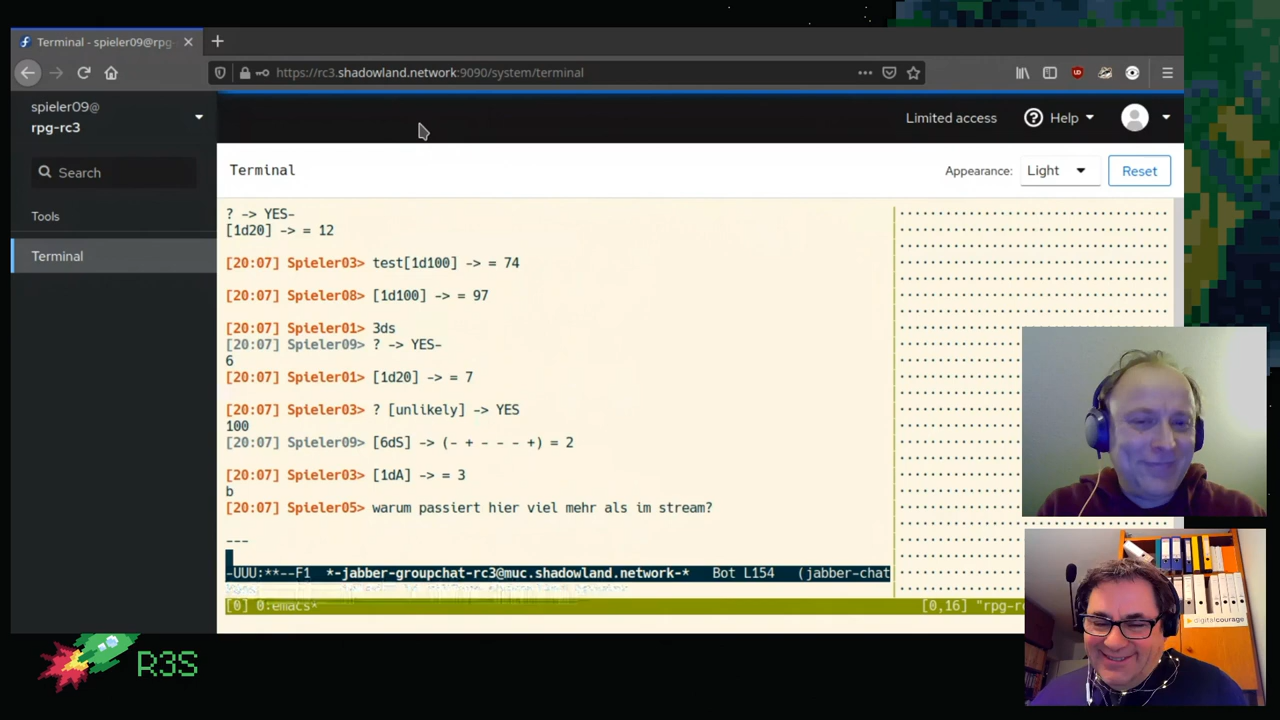 Terminal - spieler09@rpg-
https://rc3.shadowland.network:9090/system/terminal
spieler09@
rpg-rc3
Limited access
Help
Search
Terminal
Appearance:
Light
Reset
Tools
Terminal
? -> YES-
[1d20] -> = 12
[20:07] Spieler03> test[1d100] -> = 74
[20:07] Spieler08> [1d100] -> = 97
[20:07] Spieler01> 3ds
[20:07] Spieler09> ? -> YES-
6
[20:07] Spieler01> [1d20] -> = 7
[20:07] Spieler03> ? [unlikely] -> YES
100
[20:07] Spieler09> [6dS] -> (- + - - - +) = 2
[20:07] Spieler03> [1dA] -> = 3
b
[20:07] Spieler05> warum passiert hier viel mehr als im stream?
---
-UUU:**--F1 *-jabber-groupchat-rc3@muc.shadowland.network-* Bot L154 (jabber-chat
[0] 0:emacs*
[0,16] "rpg-r
digitalcourage
R3S